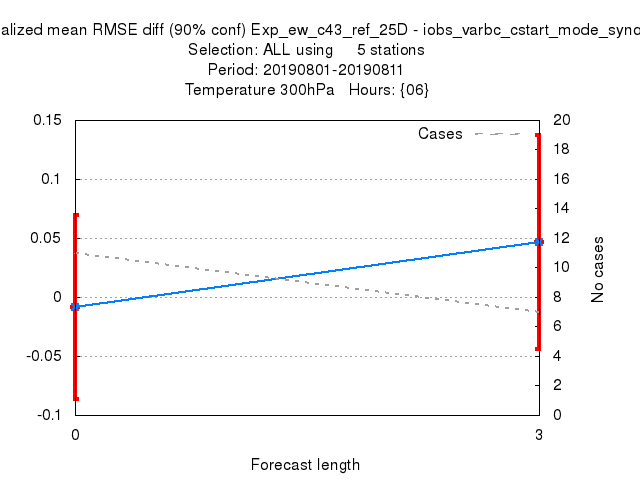 alized mean RMSE diff (90% conf) Exp_ew_c43_ref_25D - iobs_varbc_cstart_mode_syno
Selection: ALL using 5 stations
Period: 20190801-20190811
Temperature 300hPa Hours: {06}
Cases
0.15
0.1
0.05
0
-0.05
-0.1
20
18
16
14
12
10
8
6
4
2
0
No cases
0 3
Forecast length